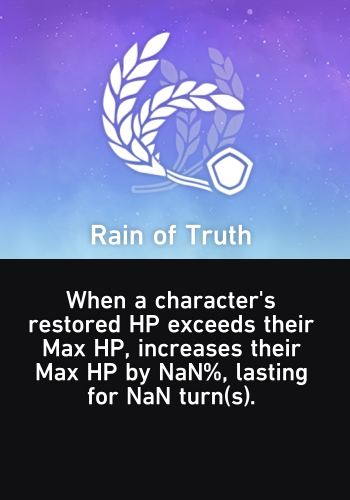 Rain of Truth
When a character's
restored HP exceeds their
Max HP, increases their
Max HP by NaN%, lasting
for NaN turn(s).